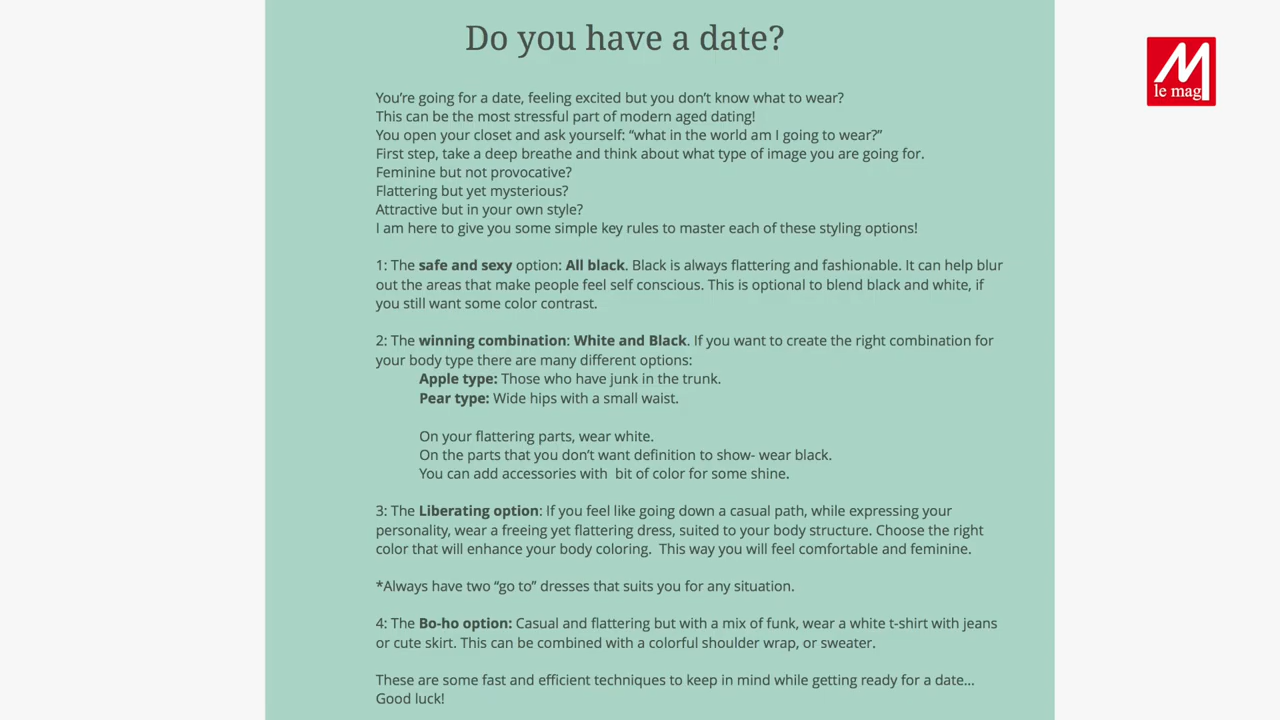 Do you have a date?
M
le mag
You’re going for a date, feeling excited but you don’t know what to wear?
This can be the most stressful part of modern aged dating!
You open your closet and ask yourself: “what in the world am I going to wear?”
First step, take a deep breathe and think about what type of image you are going for.
Feminine but not provocative?
Flattering but yet mysterious?
Attractive but in your own style?
I am here to give you some simple key rules to master each of these styling options!
1: The safe and sexy option: All black. Black is always flattering and fashionable. It can help blur
out the areas that make people feel self conscious. This is optional to blend black and white, if
you still want some color contrast.
2: The winning combination: White and Black. If you want to create the right combination for
your body type there are many different options:
Apple type: Those who have junk in the trunk.
Pear type: Wide hips with a small waist.
On your flattering parts, wear white.
On the parts that you don’t want definition to show- wear black.
You can add accessories with  bit of color for some shine.
3: The Liberating option: If you feel like going down a casual path, while expressing your
personality, wear a freeing yet flattering dress, suited to your body structure. Choose the right
color that will enhance your body coloring.  This way you will feel comfortable and feminine.
*Always have two “go to” dresses that suits you for any situation.
4: The Bo-ho option: Casual and flattering but with a mix of funk, wear a white t-shirt with jeans
or cute skirt. This can be combined with a colorful shoulder wrap, or sweater.
These are some fast and efficient techniques to keep in mind while getting ready for a date...
Good luck!